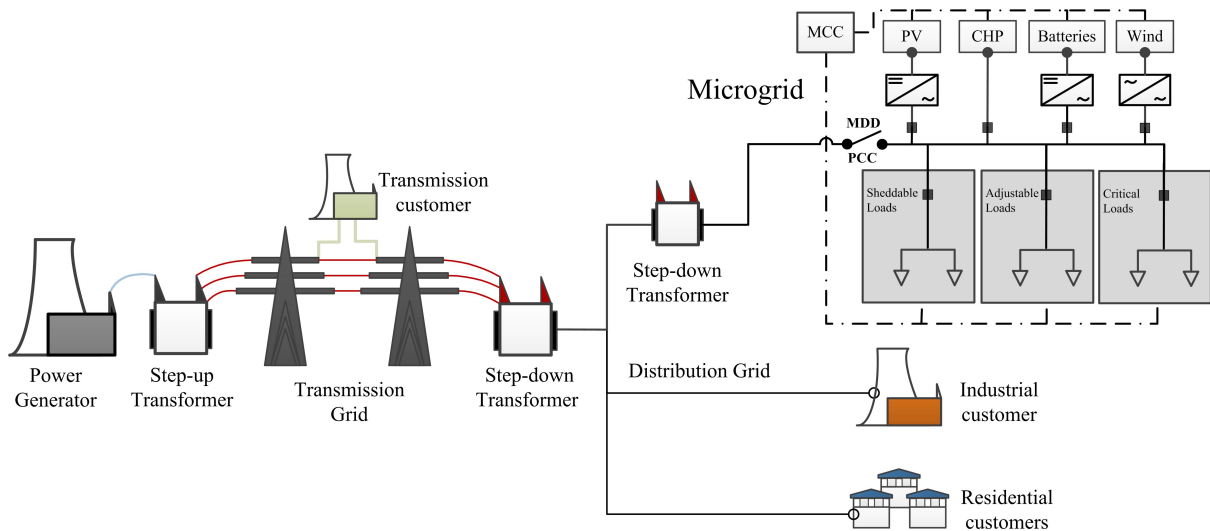 MCC
PV
CHP
Batteries
Wind
Microgrid
MDD
PCC
Sheddable
Loads
Adjustable
Loads
Critical
Loads
Transmission
customer
Step-down
Transformer
Power
Generator
Step-up
Transformer
Transmission
Grid
Step-down
Transformer
Distribution Grid
Industrial
customer
Residential
customers